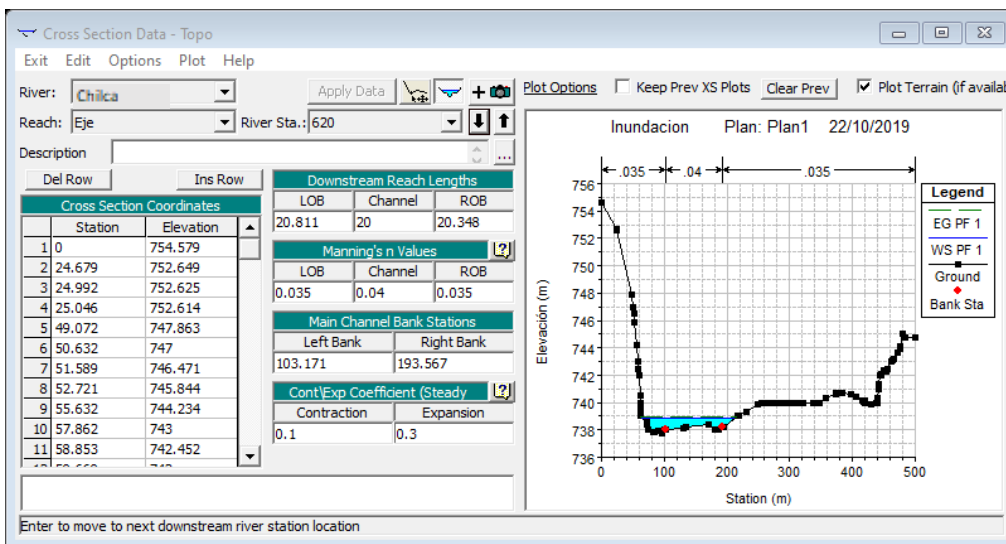 Cross Section Data - Topo
Exit Edit Options Plot Help
River: Chilca
Apply Data
Plot Options Keep Prev XS Plots Clear Prev Plot Terrain (if availab
Reach: Eje River Sta.: 620
Description
...
Del Row Ins Row
Cross Section Coordinates
Station Elevation
1 0 754.579
2 24.679 752.649
3 24.992 752.625
4 25.046 752.614
5 49.072 747.863
6 50.632 747
7 51.589 746.471
8 52.721 745.844
9 55.632 744.234
10 57.862 743
11 58.853 742.452
Downstream Reach Lengths
LOB Channel ROB
20.811 20 20.348
Manning's n Values
LOB Channel ROB
0.035 0.04 0.035
Main Channel Bank Stations
Left Bank Right Bank
103.171 193.567
Cont\Exp Coefficient (Steady
Contraction Expansion
0.1 0.3
Inundacion Plan: Plan1 22/10/2019
.035 .04 .035
756
754
752
750
748
746
744
742
740
738
736
Elevación (m)
0 100 200 300 400 500
Station (m)
Legend
EG PF 1
WS PF 1
Ground
Bank Sta
Enter to move to next downstream river station location